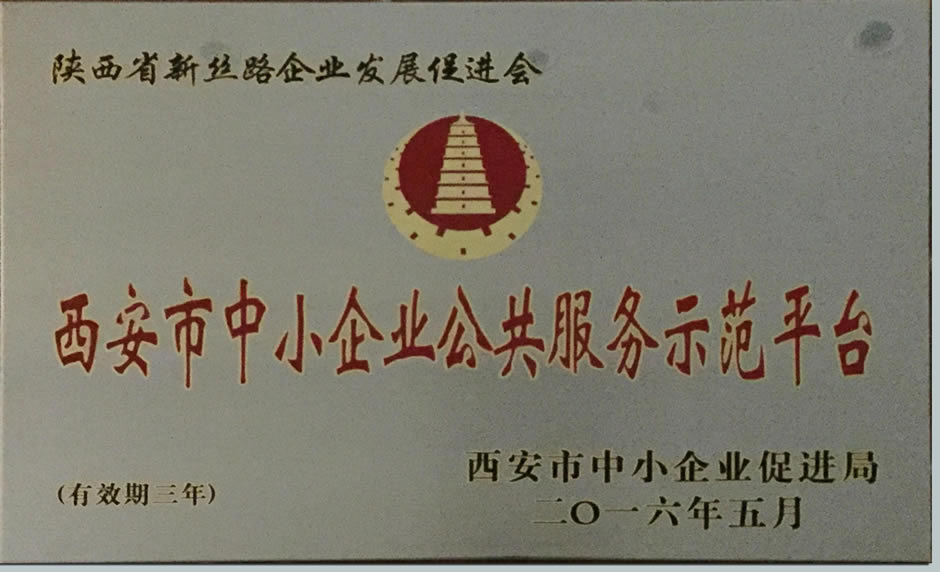 陕西省新丝路企业发展促进会
西安市中小企业公共服务示范平台
西安市中小企业促进局
(有效期三年)
二〇一六年五月